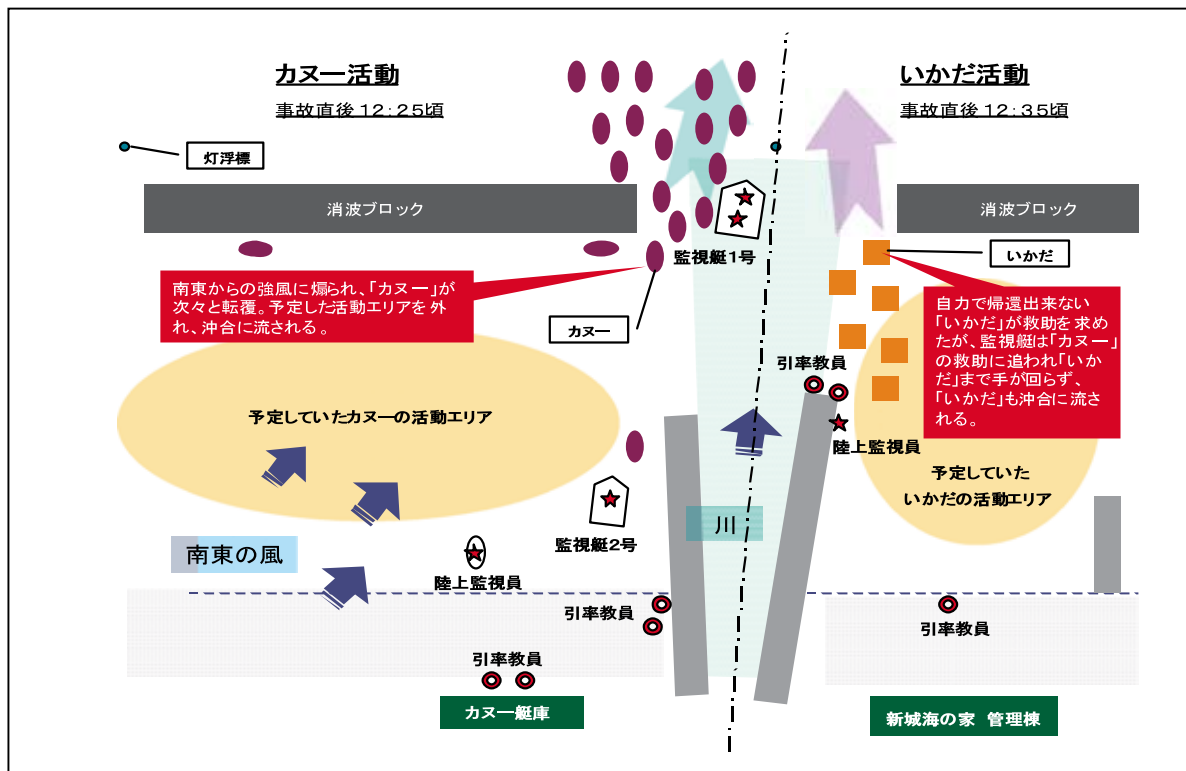 カヌー活動
事故直後 12:25頃
いかだ活動
事故直後 12:35頃
灯浮標
消波ブロック
消波ブロック
監視艇1号
いかだ
南東からの強風に煽られ、「カヌー」が
次々と転覆。予定した活動エリアを外
れ、沖合に流される。
カヌー
自力で帰還出来ない
「いかだ」が救助を求め
たが、監視艇は「カヌー」
の救助に追われ「いか
だ」まで手が回らず、
「いかだ」も沖合に流さ
れる。
引率教員
予定していたカヌーの活動エリア
陸上監視員
予定していた
いかだの活動エリア
川
監視艇2号
南東の風
陸上監視員
引率教員
引率教員
引率教員
カヌー艇庫
新城海の家 管理棟